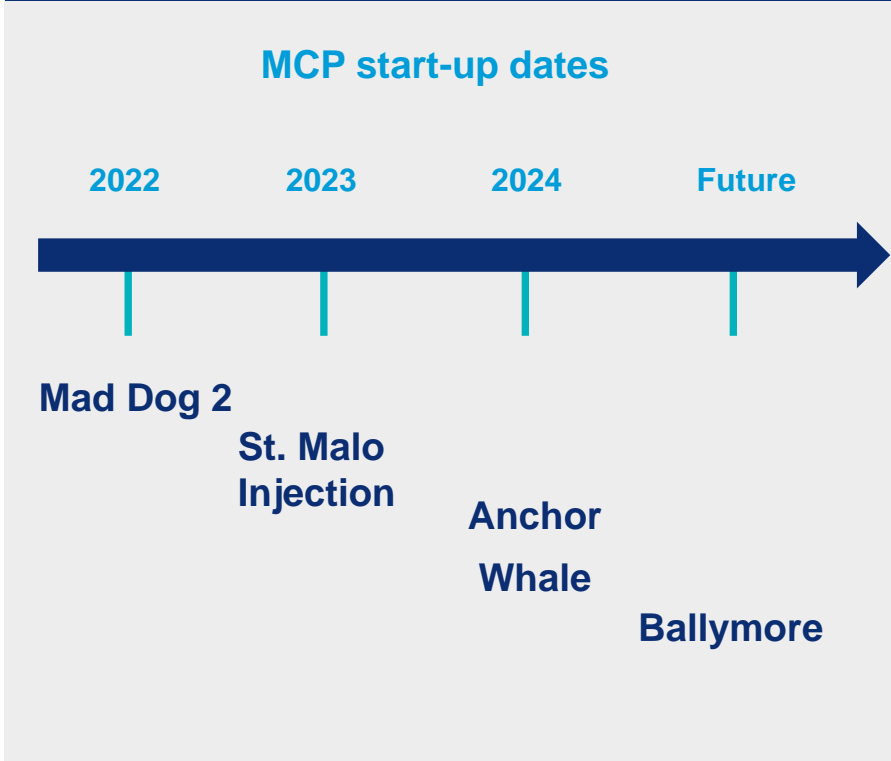 MCP start-up dates
2022 2023 2024 Future
Mad Dog 2
St. Malo
Injection
Anchor
Whale
Ballymore